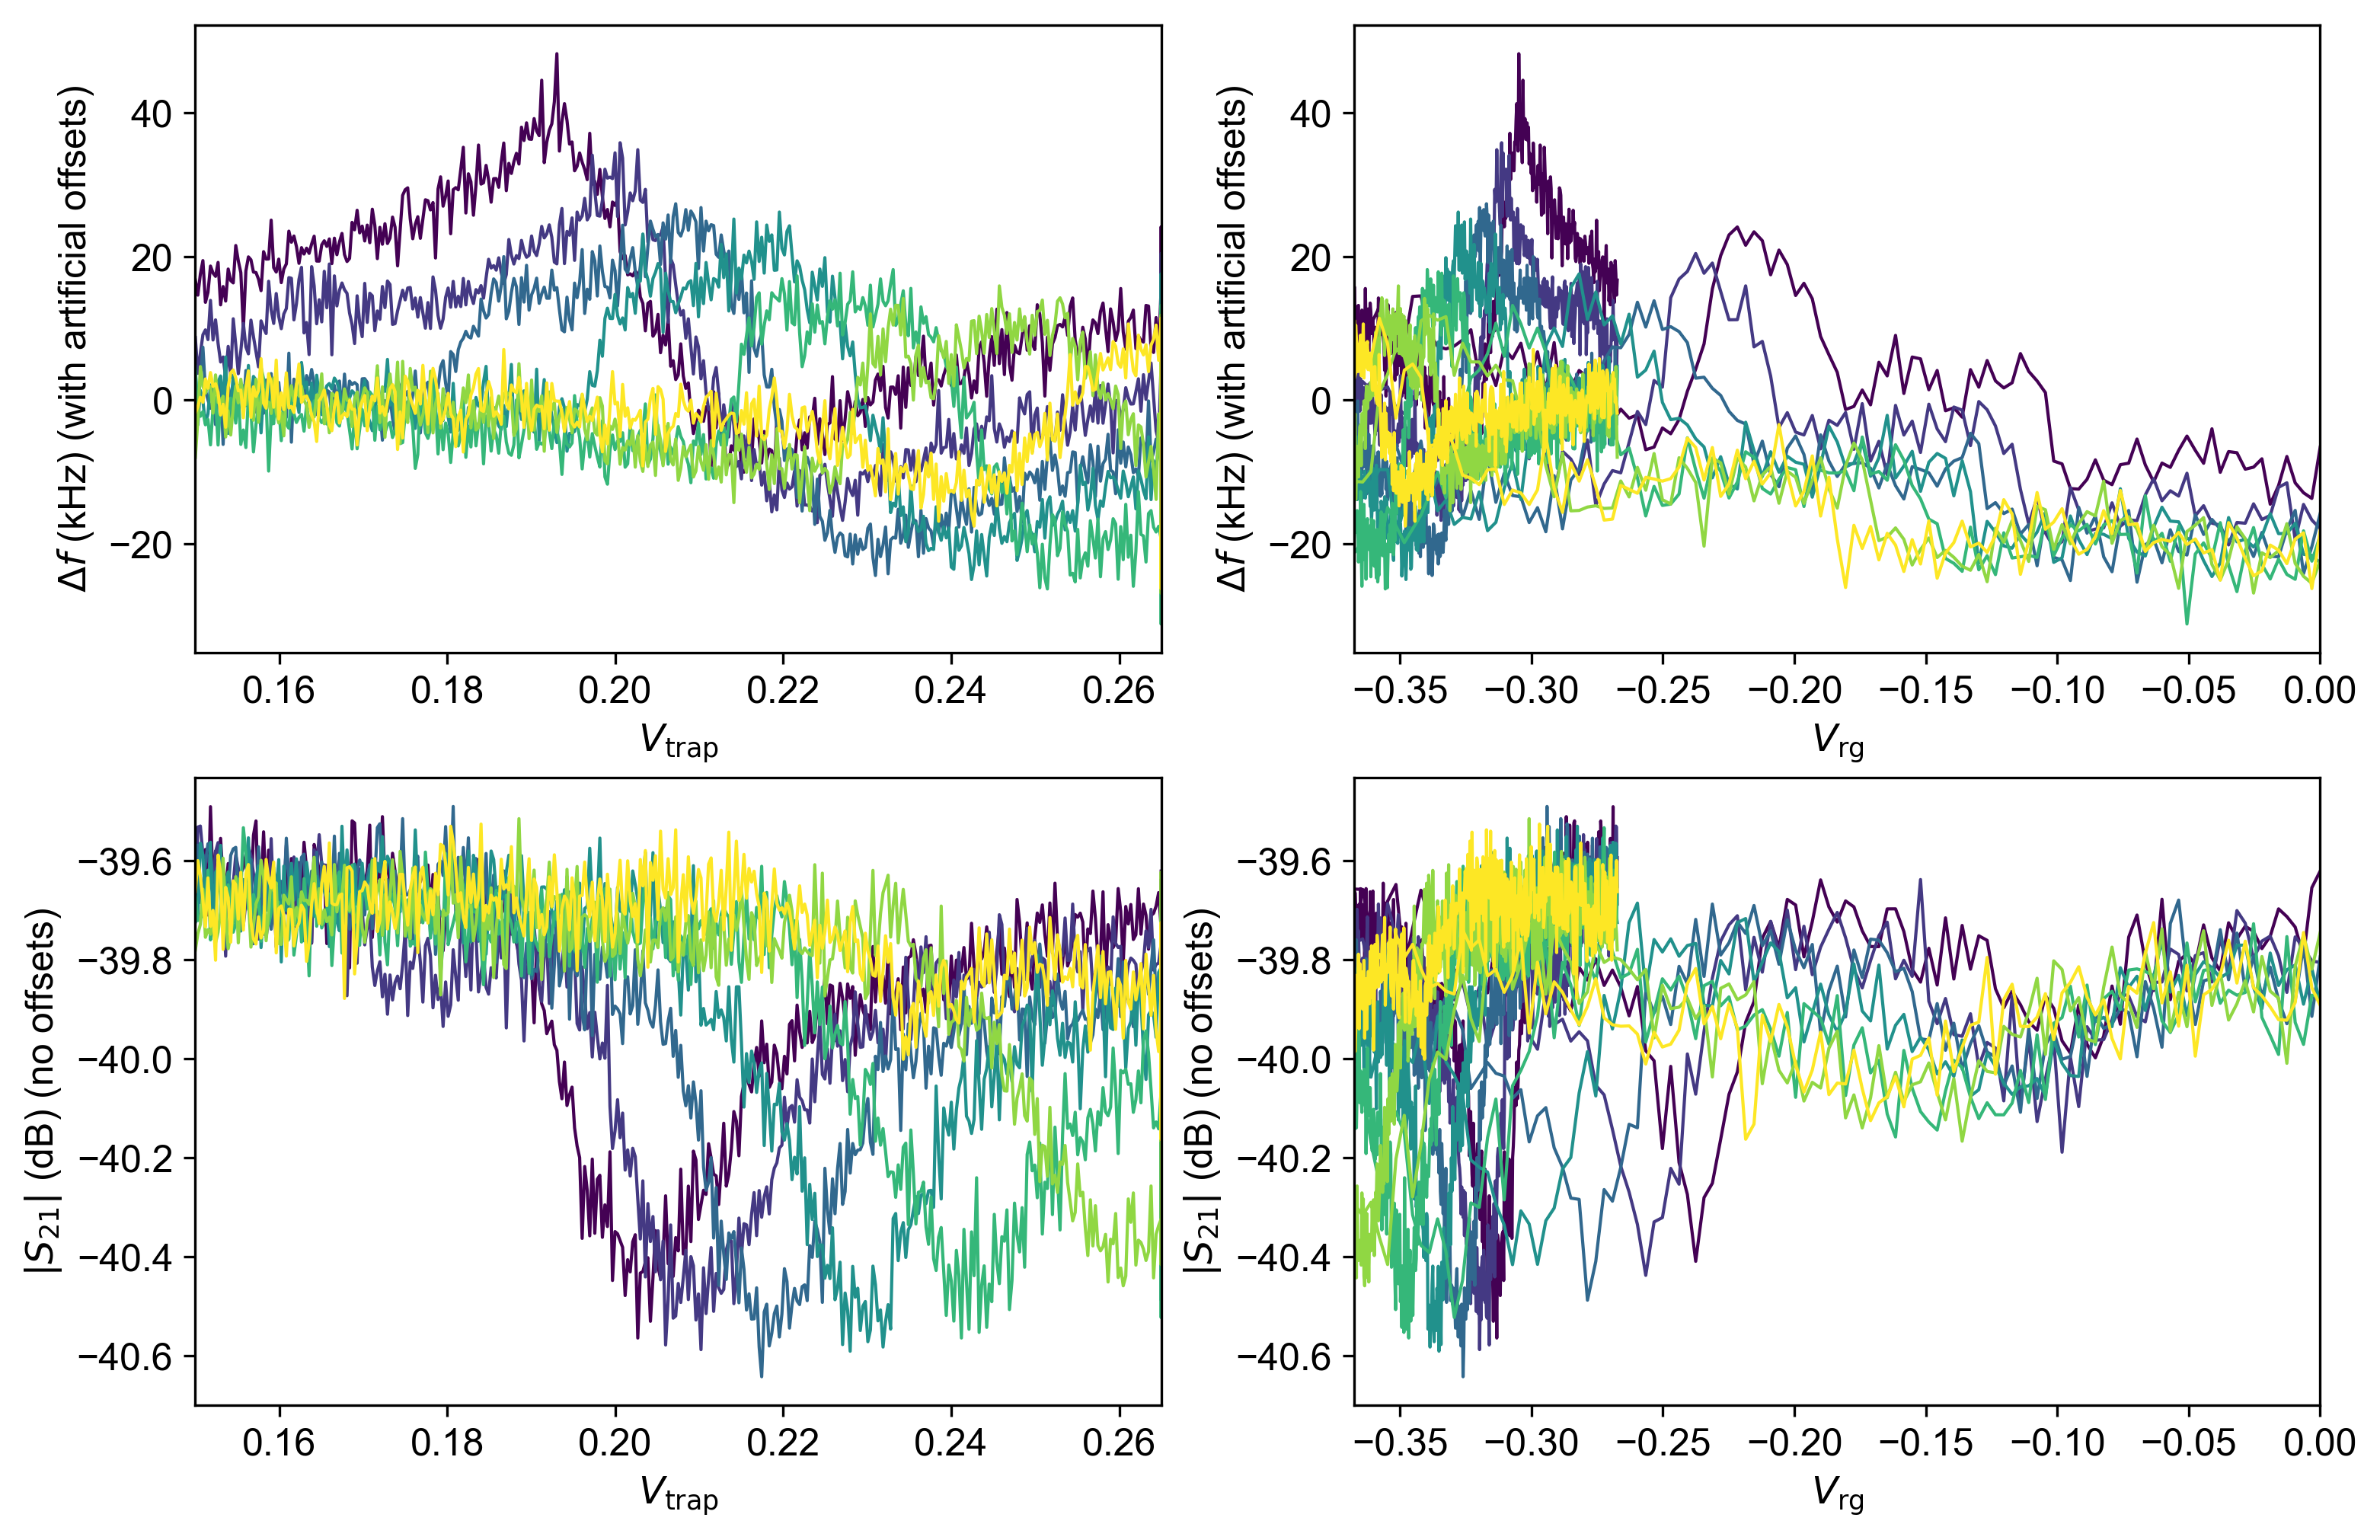 Δf (kHz) (with artificial offsets)
40
20
0
−20
0.16 0.18 0.20 0.22 0.24 0.26
V_trap
Δf (kHz) (with artificial offsets)
40
20
0
−20
−0.35 −0.30 −0.25 −0.20 −0.15 −0.10 −0.05 0.00
V_rg
|S_21| (dB) (no offsets)
−39.6
−39.8
−40.0
−40.2
−40.4
−40.6
0.16 0.18 0.20 0.22 0.24 0.26
V_trap
|S_21| (dB) (no offsets)
−39.6
−39.8
−40.0
−40.2
−40.4
−40.6
−0.35 −0.30 −0.25 −0.20 −0.15 −0.10 −0.05 0.00
V_rg